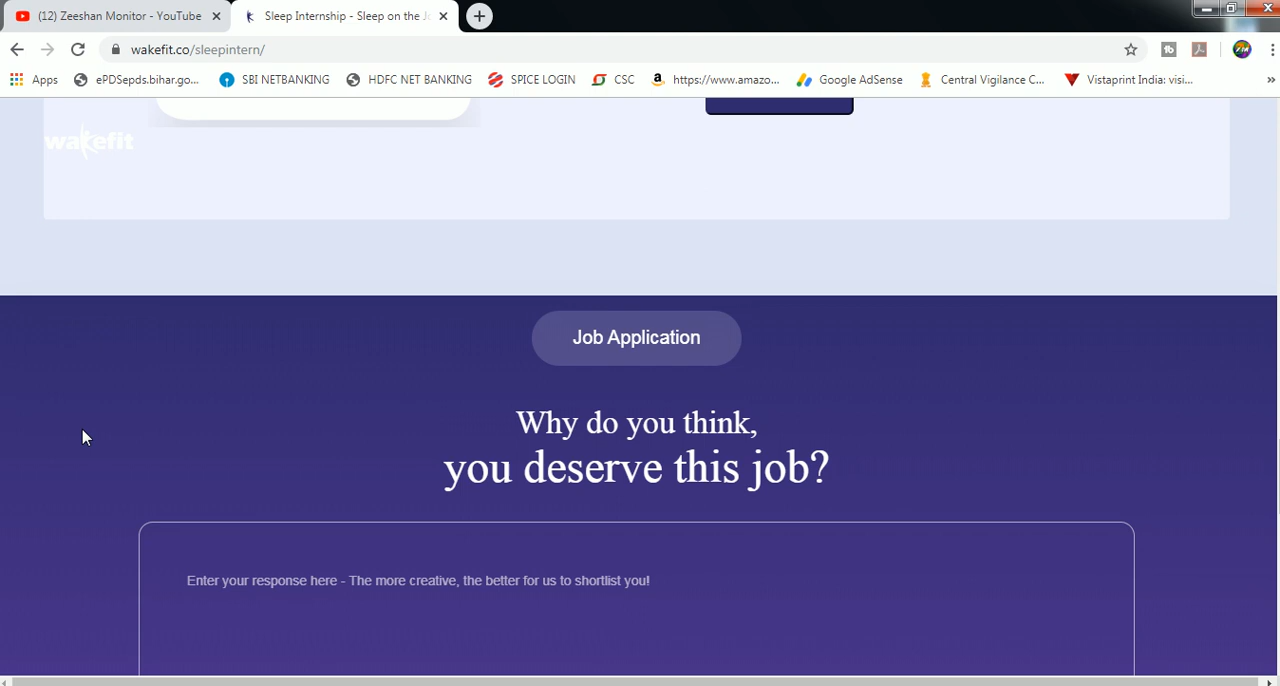 (12) Zeeshan Monitor - YouTube
Sleep Internship - Sleep on the Jo
wakefit.co/sleepintern/
Apps
ePDSepds.bihar.go...
SBI NETBANKING
HDFC NET BANKING
SPICE LOGIN
CSC
https://www.amazo...
Google AdSense
Central Vigilance C...
Vistaprint India: visi...
»
wakefit
Job Application
Why do you think,
you deserve this job?
Enter your response here - The more creative, the better for us to shortlist you!